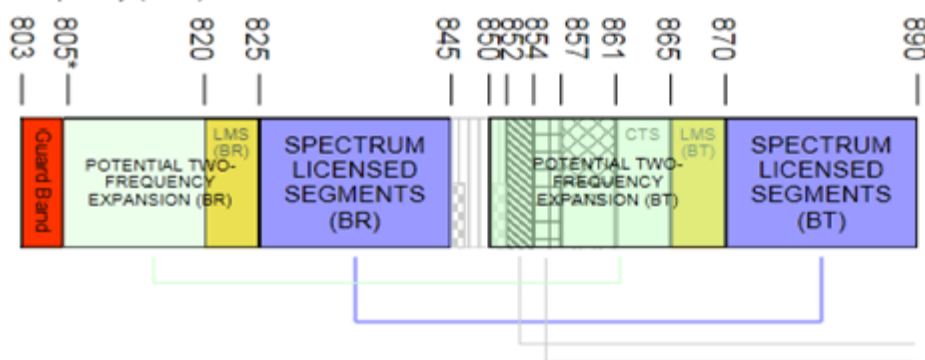 803
805*
820
825
845
850
852
854
857
861
865
870
890
Guard Band
POTENTIAL TWO-
FREQUENCY
EXPANSION (BR)
LMS
(BR)
SPECTRUM
LICENSED
SEGMENTS
(BR)
POTENTIAL TWO-
FREQUENCY
EXPANSION (BT)
CTS
LMS
(BT)
SPECTRUM
LICENSED
SEGMENTS
(BT)